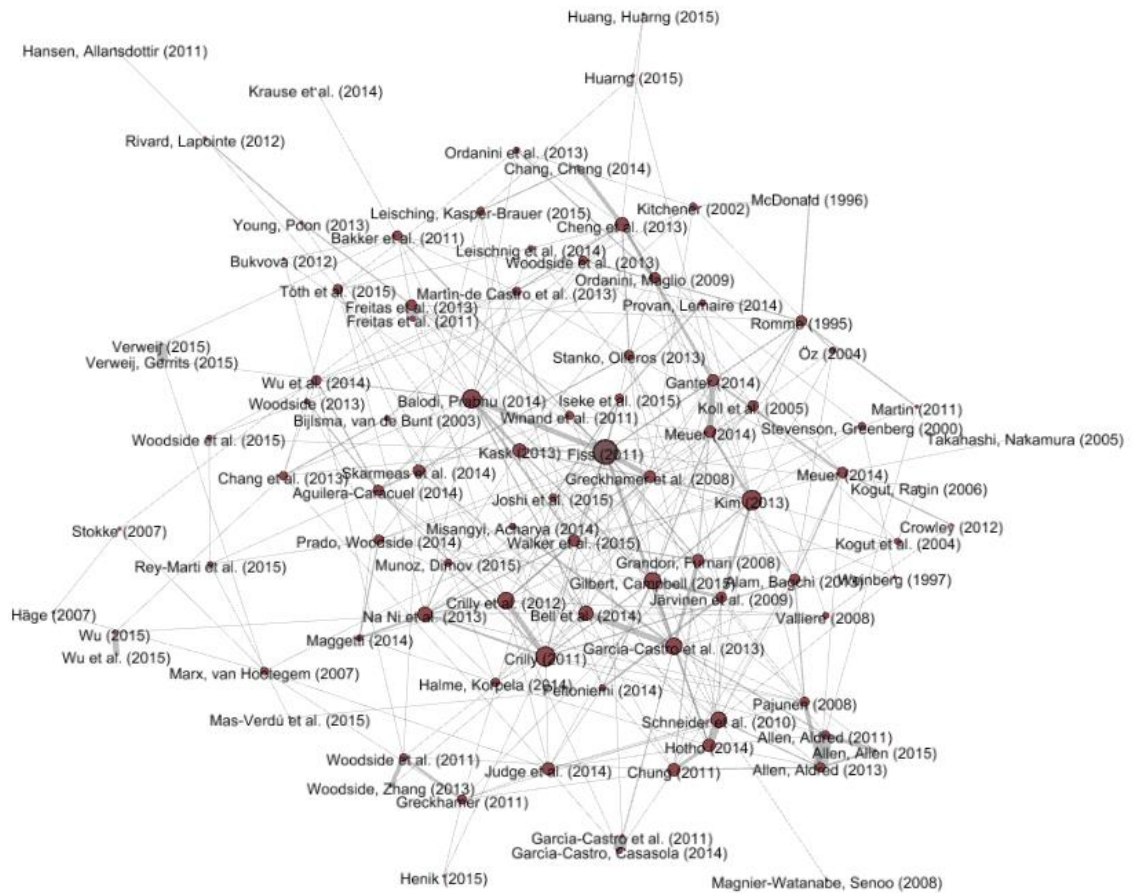 Huang, Huarng (2015)
Hansen, Allansdottir (2011)
Huarng (2015)
Krause et al. (2014)
Rivard, Lapointe (2012)
Ordanini et al. (2013)
Chang, Cheng (2014)
McDonald (1996)
Kitchener (2002)
Leisching, Kasper-Brauer (2015)
Young, Poon (2013)
Cheng et al. (2013)
Bakker et al. (2011)
Leischnig et al. (2014)
Bukvova (2012)
Woodside et al. (2013)
Ordanini, Maglio (2009)
Tóth et al. (2015)
Martín-de Castro et al. (2013)
Provan, Lemaire (2014)
Freitas et al. (2013)
Freitas et al. (2011)
Romme (1995)
Verweij (2015)
Verweij, Gerrits (2015)
Stanko, Olleros (2013)
Öz (2004)
Wu et al. (2014)
Ganter (2014)
Woodside (2013)
Balodi, Prabhu (2014)
Iseke et al. (2015)
Koll et al. (2005)
Martin (2011)
Bijlsma, van de Bunt (2003)
Winand et al. (2011)
Stevenson, Greenberg (2000)
Woodside et al. (2015)
Meuer (2014)
Takahashi, Nakamura (2005)
Kask (2013)
Fiss (2011)
Chang et al. (2013)
Skarmeas et al. (2014)
Greckhamer et al. (2008)
Meuer (2014)
Aguilera-Caracuel (2014)
Kogut, Ragin (2006)
Joshi et al. (2015)
Kim (2013)
Stokke (2007)
Misangyi, Acharya (2014)
Crowley (2012)
Prado, Woodside (2014)
Walker et al. (2015)
Kogut et al. (2004)
Rey-Marti et al. (2015)
Munoz, Dimov (2015)
Grandori, Furnari (2008)
Gilbert, Campbell (2015)
Alam, Bagchi
Weinberg (1997)
Järvinen et al. (2009)
Häge (2007)
Na Ni et al. (2013)
Crilly et al. (2012)
Bell et al. (2014)
Valliere (2008)
Wu (2015)
Maggetti (2014)
Wu et al. (2015)
Crilly (2011)
García-Castro et al. (2013)
Marx, van Hootegem (2007)
Halme, Korpela (2014)
Peltoniemi (2014)
Pajunen (2008)
Mas-Verdú et al. (2015)
Schneider et al. (2010)
Allen, Aldred (2011)
Hotho (2014)
Allen, Allen (2015)
Woodside et al. (2011)
Judge et al. (2014)
Chung (2011)
Allen, Aldred (2013)
Woodside, Zhang (2013)
Greckhamer (2011)
García-Castro et al. (2011)
García-Castro, Casasola (2014)
Henik (2015)
Magnier-Watanabe, Senoo (2008)